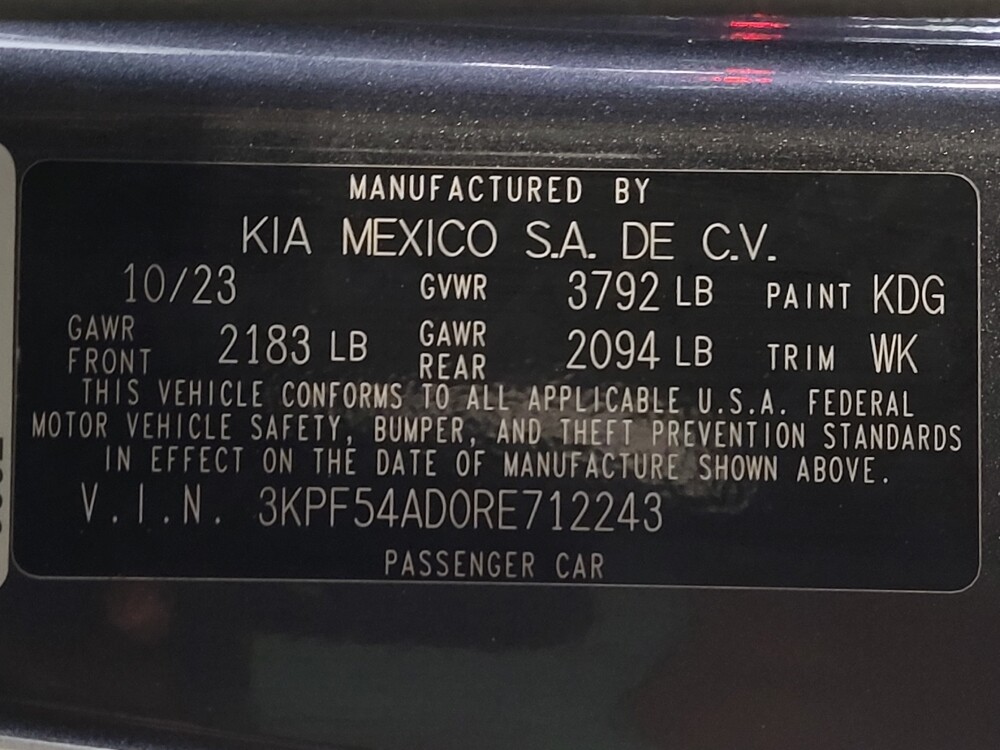 MANUFACTURED BY
KIA MEXICO S.A. DE C.V.
10/23 GVWR 3792 LB PAINT KDG
GAWR FRONT 2183 LB GAWR REAR 2094 LB TRIM WK
THIS VEHICLE CONFORMS TO ALL APPLICABLE U.S.A. FEDERAL
MOTOR VEHICLE SAFETY, BUMPER, AND THEFT PREVENTION STANDARDS
IN EFFECT ON THE DATE OF MANUFACTURE SHOWN ABOVE.
V.I.N. 3KPF54AD0RE712243
PASSENGER CAR